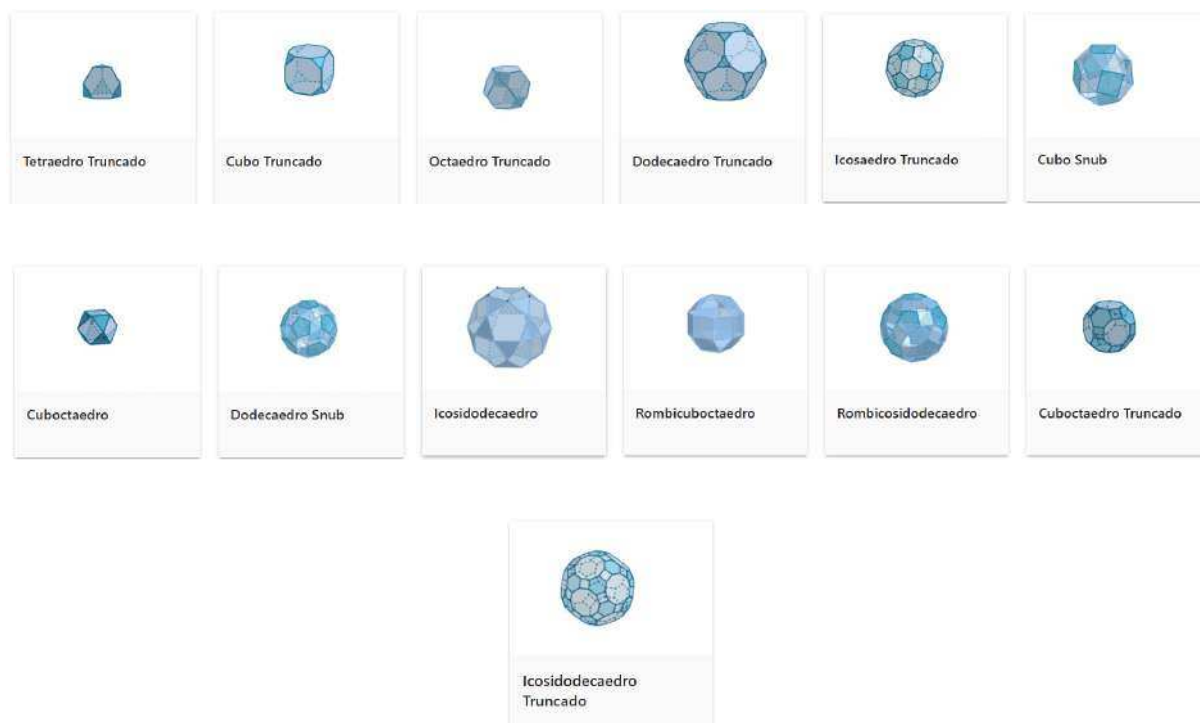 Tetraedro Truncado
Cubo Truncado
Octaedro Truncado
Dodecaedro Truncado
Icosaedro Truncado
Cubo Snub
Cuboctaedro
Dodecaedro Snub
Icosidodecaedro
Rombicuboctaedro
Rombicosidodecaedro
Cuboctaedro Truncado
Icosidodecaedro
Truncado